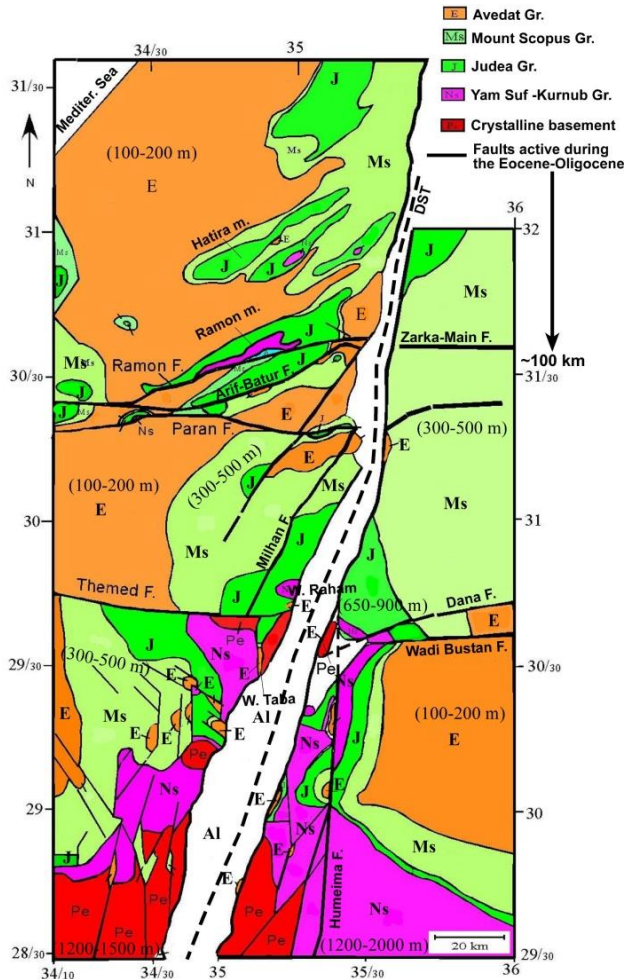 E Avedat Gr.
Ms Mount Scopus Gr.
J Judea Gr.
Ns Yam Suf -Kurnub Gr.
Crystalline basement
Faults active during
the Eocene-Oligocene
34/30
35
31/30
Mediter. Sea
N
(100-200 m)
E
J
Ms
Ms
DST
36
32
31
Hatira m.
E
Ns
J
J
Ms
J
J
Ms
Ramon m.
J
E
Zarka-Main F.
~100 km
Ms
Ms
Ramon F.
J
30/30
31/30
J
Arif-Batur F.
J
Ms
E
Ns
Paran F.
J
(300-500 m)
E
E
(100-200 m)
E
(300-500 m)
J
Ms
Ms
30
31
Ms
Milhan F.
J
J
Themed F.
J
Ns
W. Raham
E
(650-900 m)
Dana F.
E
Pe
E
Pe
Wadi Bustan F.
J
Ns
29/30
30/30
(300-500 m)
E
E
E
W. Taba
Ns
Al
(100-200 m)
E
Ms
E
J
E
E
E
E
Pe
Ns
J
E
29
30
Ns
E
Ns
Al
Ms
J
E
Humeima F.
Ns
Pe
Pe
Pe
Pe
(1200-1500 m)
(1200-2000 m)
20 km
28/30
29/30
34/10
34/30
35
35/30
36